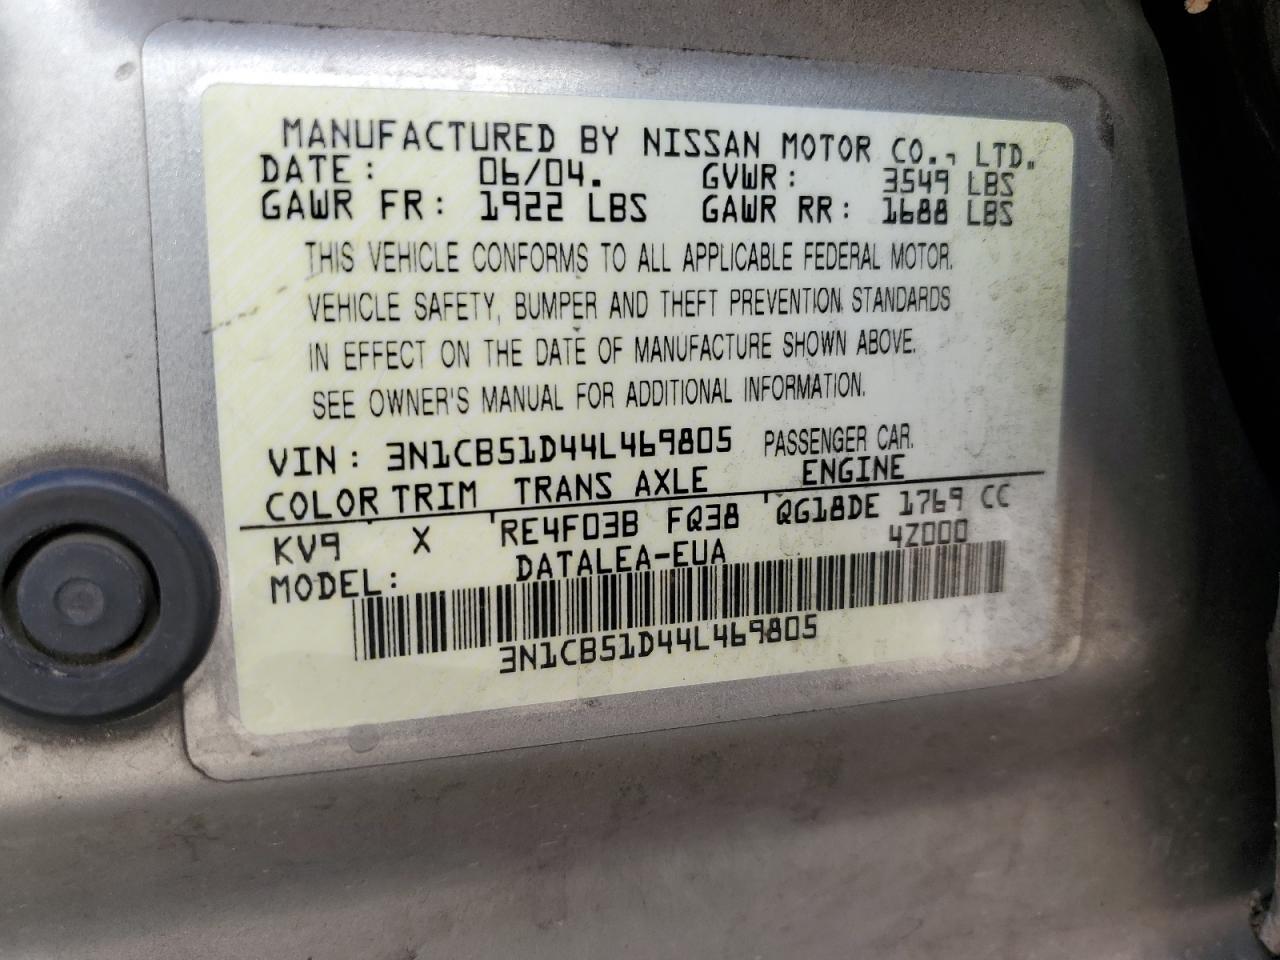 MANUFACTURED BY NISSAN MOTOR CO., LTD.
DATE: 06/04. GVWR: 3549 LBS
GAWR FR: 1922 LBS GAWR RR: 1688 LBS
THIS VEHICLE CONFORMS TO ALL APPLICABLE FEDERAL MOTOR.
VEHICLE SAFETY, BUMPER AND THEFT PREVENTION STANDARDS
IN EFFECT ON THE DATE OF MANUFACTURE SHOWN ABOVE.
SEE OWNER'S MANUAL FOR ADDITIONAL INFORMATION.
VIN: 3N1CB51D44L469805 PASSENGER CAR.
COLOR TRIM TRANS AXLE ENGINE
KV9 X RE4F03B FQ38 QG18DE 1769 CC
MODEL: DATALEA-EUA 4Z000
3N1CB51D44L469805